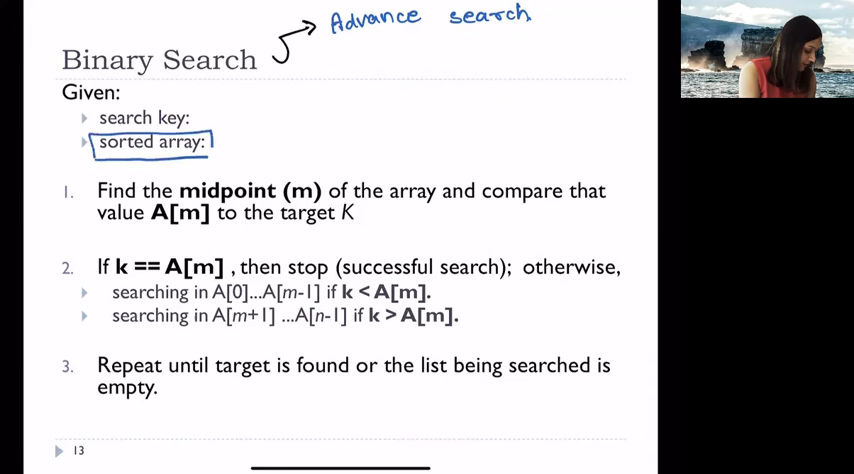 Advance search
Binary Search
Given:
search key:
sorted array:
1. Find the midpoint (m) of the array and compare that
value A[m] to the target K
2. If k == A[m] , then stop (successful search); otherwise,
searching in A[0]...A[m-1] if k < A[m].
searching in A[m+1] ...A[n-1] if k > A[m].
3. Repeat until target is found or the list being searched is
empty.
13